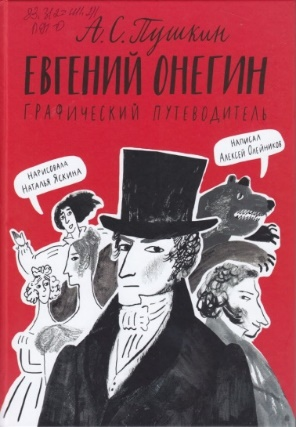 А. С. Пушкин
ЕВГЕНИЙ ОНЕГИН
ГРАФИЧЕСКИЙ ПУТЕВОДИТЕЛЬ
НАРИСОВАЛА
НАТАЛЬЯ ЯСКИНА
НАПИСАЛ
АЛЕКСЕЙ ОЛЕЙНИКОВ